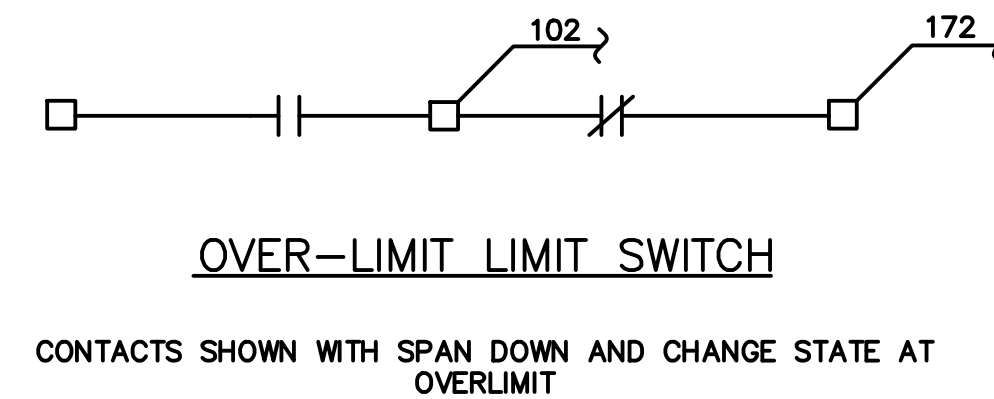 102
172
OVER-LIMIT LIMIT SWITCH
CONTACTS SHOWN WITH SPAN DOWN AND CHANGE STATE AT
OVERLIMIT